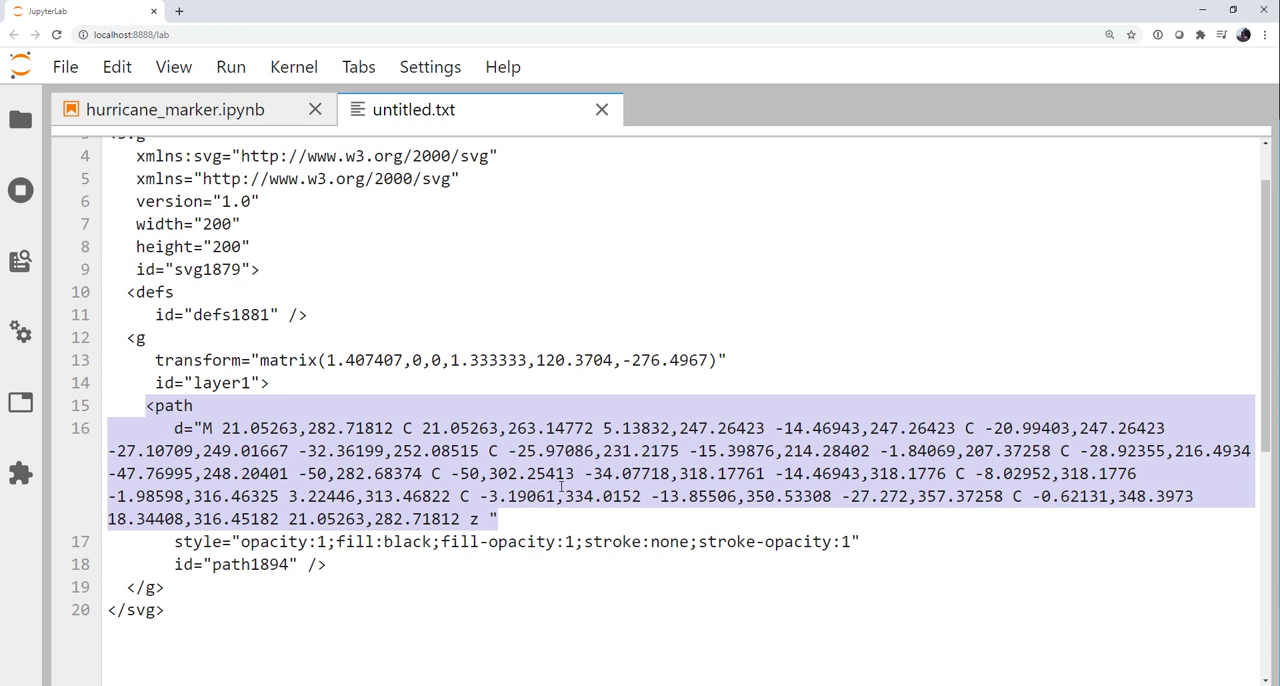 JupyterLab
localhost:8888/lab
File Edit View Run Kernel Tabs Settings Help
hurricane_marker.ipynb untitled.txt
3 <svg
4 xmlns:svg="http://www.w3.org/2000/svg"
5 xmlns="http://www.w3.org/2000/svg"
6 version="1.0"
7 width="200"
8 height="200"
9 id="svg1879">
10 <defs
11 id="defs1881" />
12 <g
13 transform="matrix(1.407407,0,0,1.333333,120.3704,-276.4967)"
14 id="layer1">
15 <path
16 d="M 21.05263,282.71812 C 21.05263,263.14772 5.13832,247.26423 -14.46943,247.26423 C -20.99403,247.26423
-27.10709,249.01667 -32.36199,252.08515 C -25.97086,231.2175 -15.39876,214.28402 -1.84069,207.37258 C -28.92355,216.4934
-47.76995,248.20401 -50,282.68374 C -50,302.25413 -34.07718,318.17761 -14.46943,318.1776 C -8.02952,318.1776
-1.98598,316.46325 3.22446,313.46822 C -3.19061,334.0152 -13.85506,350.53308 -27.272,357.37258 C -0.62131,348.3973
18.34408,316.45182 21.05263,282.71812 z "
17 style="opacity:1;fill:black;fill-opacity:1;stroke:none;stroke-opacity:1"
18 id="path1894" />
19 </g>
20 </svg>